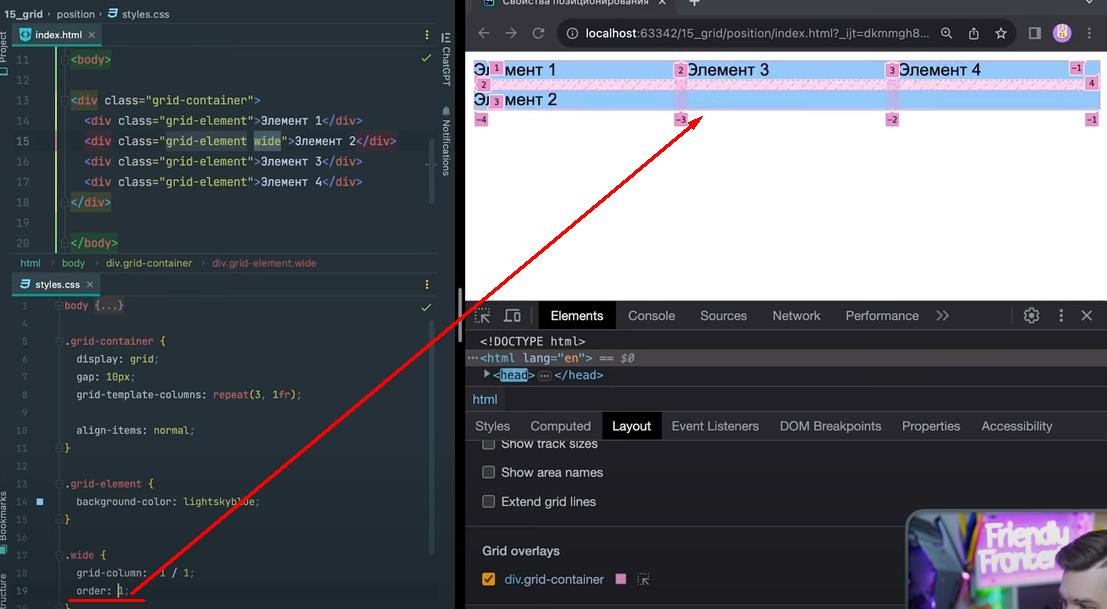 15_grid › position › styles.css
index.html ×
Project
11 <body>
12
13 <div class="grid-container">
14 <div class="grid-element">Элемент 1</div>
15 <div class="grid-element wide">Элемент 2</div>
16 <div class="grid-element">Элемент 3</div>
17 <div class="grid-element">Элемент 4</div>
18 </div>
19
20 </body>
html › body › div.grid-container › div.grid-element.wide
styles.css ×
1 body {...}
4
5 .grid-container {
6 display: grid;
7 gap: 10px;
8 grid-template-columns: repeat(3, 1fr);
9
10 align-items: normal;
11 }
12
13 .grid-element {
14 background-color: lightskyblue;
15 }
16
17 .wide {
18 grid-column: -1 / 1;
19 order: 1;
}
Bookmarks
ructure
ChatGPT
Notifications
Свойства позиционирования
localhost:63342/15_grid/position/index.html?_ijt=dkmmgh8...
1 мент 1 2 Элемент 3 3 Элемент 4 -1
2 4
3 мент 2
-4 -3 -2 -1
Elements Console Sources Network Performance
<!DOCTYPE html>
<html lang="en"> == $0
<head> ... </head>
html
Styles Computed Layout Event Listeners DOM Breakpoints Properties Accessibility
Show track sizes
Show area names
Extend grid lines
Grid overlays
div.grid-container
Friendly
Fronte